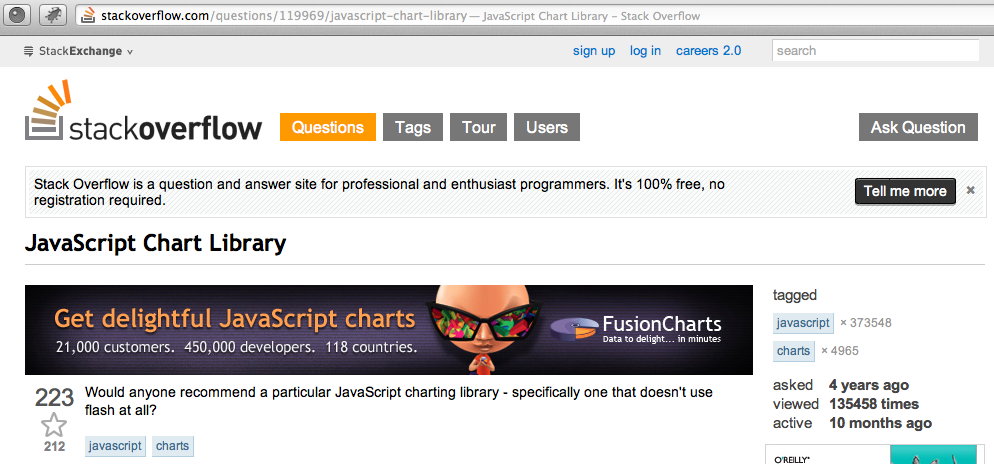 stackoverflow.com/questions/119969/javascript-chart-library — JavaScript Chart Library - Stack Overflow
StackExchange
sign up log in careers 2.0 search
stackoverflow
Questions Tags Tour Users Ask Question
Stack Overflow is a question and answer site for professional and enthusiast programmers. It's 100% free, no
registration required.
Tell me more ×
JavaScript Chart Library
Get delightful JavaScript charts
21,000 customers. 450,000 developers. 118 countries.
FusionCharts
Data to delight... in minutes
223
212
Would anyone recommend a particular JavaScript charting library - specifically one that doesn't use
flash at all?
javascript charts
tagged
javascript × 373548
charts × 4965
asked 4 years ago
viewed 135458 times
active 10 months ago
O'REILLY®